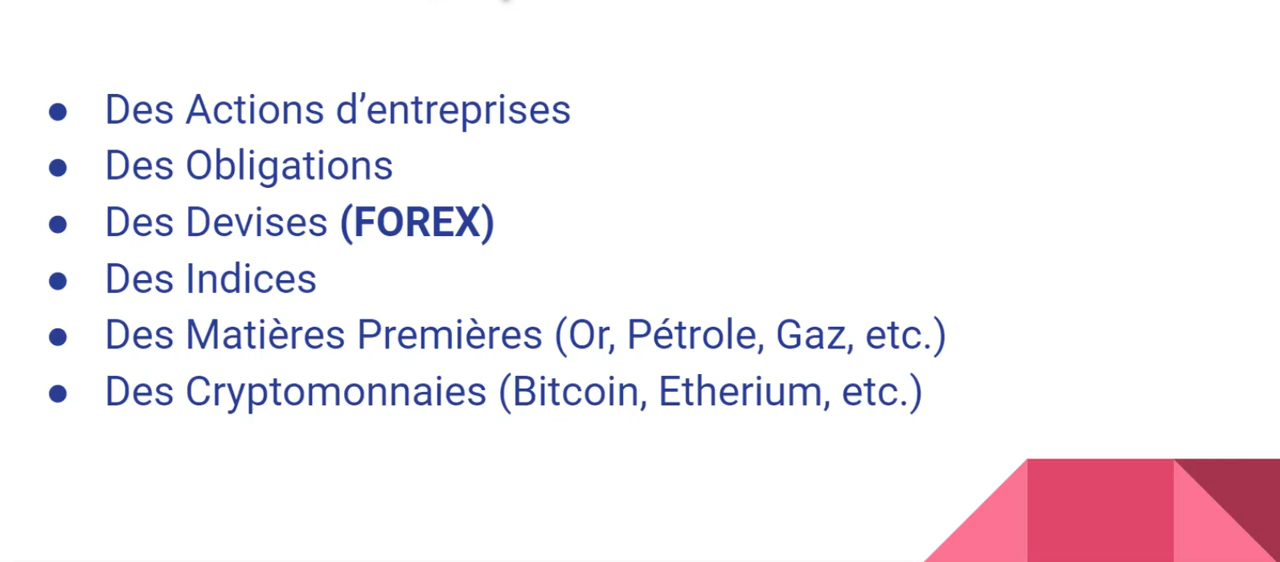 ● Des Actions d’entreprises
● Des Obligations
● Des Devises (FOREX)
● Des Indices
● Des Matières Premières (Or, Pétrole, Gaz, etc.)
● Des Cryptomonnaies (Bitcoin, Etherium, etc.)